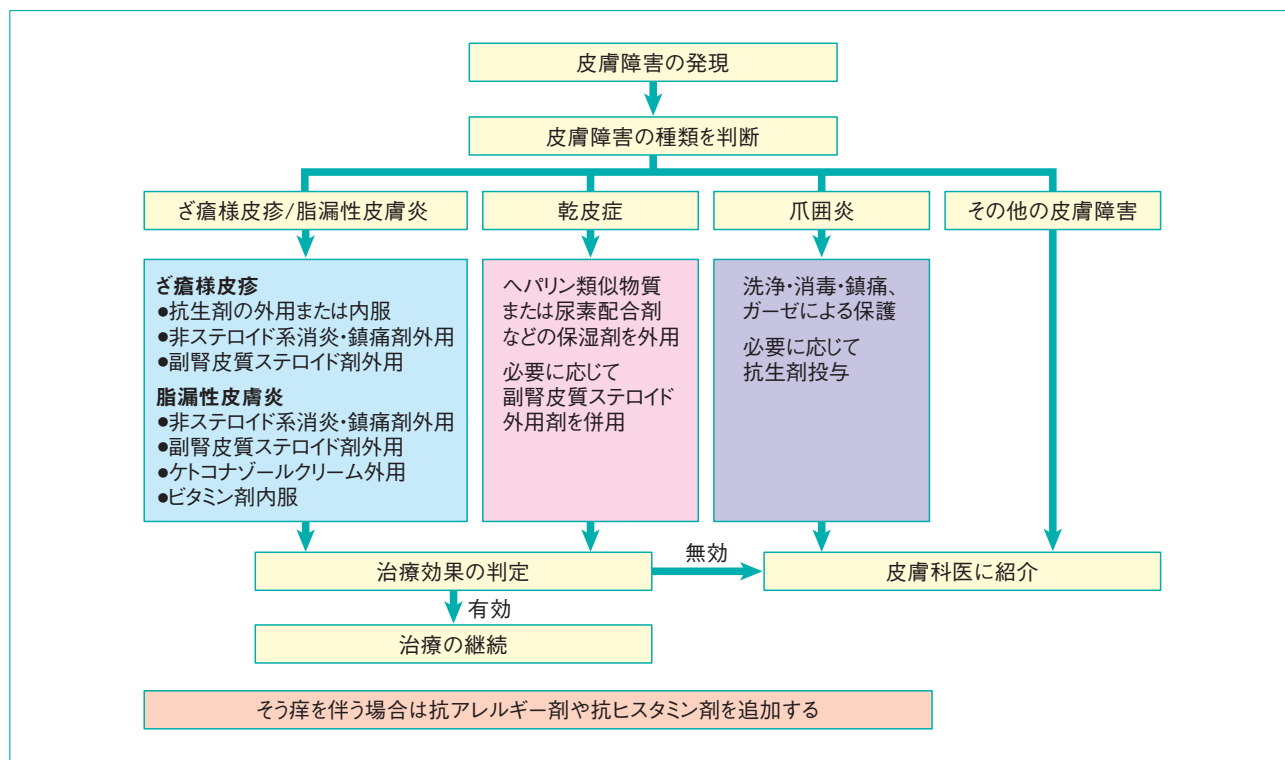 皮膚障害の発現
皮膚障害の種類を判断
ざ瘡様皮疹/脂漏性皮膚炎
乾皮症
爪囲炎
その他の皮膚障害
ざ瘡様皮疹
●抗生剤の外用または内服
●非ステロイド系消炎・鎮痛剤外用
●副腎皮質ステロイド剤外用
脂漏性皮膚炎
●非ステロイド系消炎・鎮痛剤外用
●副腎皮質ステロイド剤外用
●ケトコナゾールクリーム外用
●ビタミン剤内服
ヘパリン類似物質
または尿素配合剤
などの保湿剤を外用
必要に応じて
副腎皮質ステロイド
外用剤を併用
洗浄・消毒・鎮痛、
ガーゼによる保護
必要に応じて
抗生剤投与
治療効果の判定
無効
皮膚科医に紹介
有効
治療の継続
そう痒を伴う場合は抗アレルギー剤や抗ヒスタミン剤を追加する